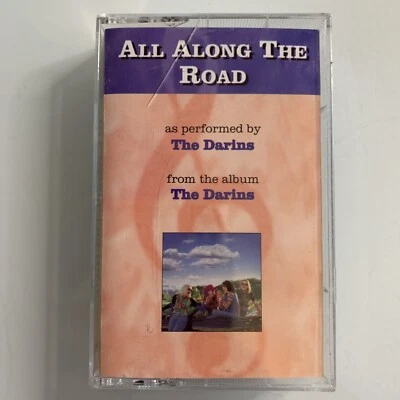 ALL ALONG THE
ROAD
as performed by
The Darins
from the album
The Darins